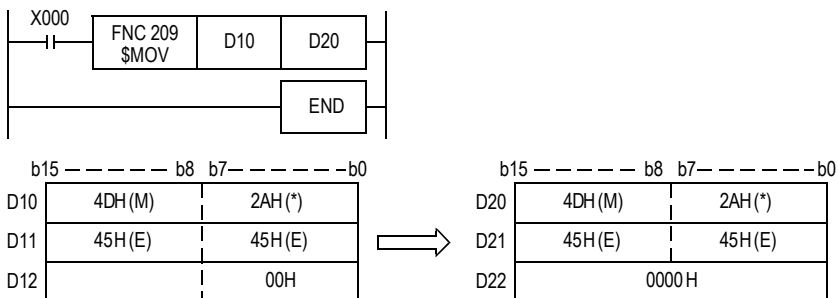 X000
FNC 209
$MOV
D10
D20
END
b15 — — — — — b8 b7— — — — — —b0
D10 4DH (M) 2AH (*)
D11 45H (E) 45H (E)
D12 00H
b15 — — — — — b8 b7— — — — — —b0
D20 4DH (M) 2AH (*)
D21 45H (E) 45H (E)
D22 0000 H